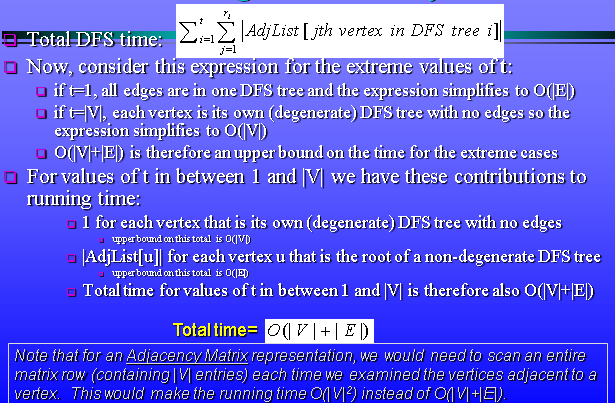 Total DFS time: ∑ᵗᵢ₌₁ ∑ʳⁱⱼ₌₁ |AdjList [ jth vertex in DFS tree i]|
Now, consider this expression for the extreme values of t:
if t=1, all edges are in one DFS tree and the expression simplifies to O(|E|)
if t=|V|, each vertex is its own (degenerate) DFS tree with no edges so the
expression simplifies to O(|V|)
O(|V|+|E|) is therefore an upper bound on the time for the extreme cases
For values of t in between 1 and |V| we have these contributions to
running time:
1 for each vertex that is its own (degenerate) DFS tree with no edges
upper bound on this total is O(|V|)
|AdjList[u]| for each vertex u that is the root of a non-degenerate DFS tree
upper bound on this total is O(|E|)
Total time for values of t in between 1 and |V| is therefore also O(|V|+|E|)
Total time= O(| V | + | E |)
Note that for an Adjacency Matrix representation, we would need to scan an entire
matrix row (containing |V| entries) each time we examined the vertices adjacent to a
vertex. This would make the running time O(|V|²) instead of O(|V|+|E|).